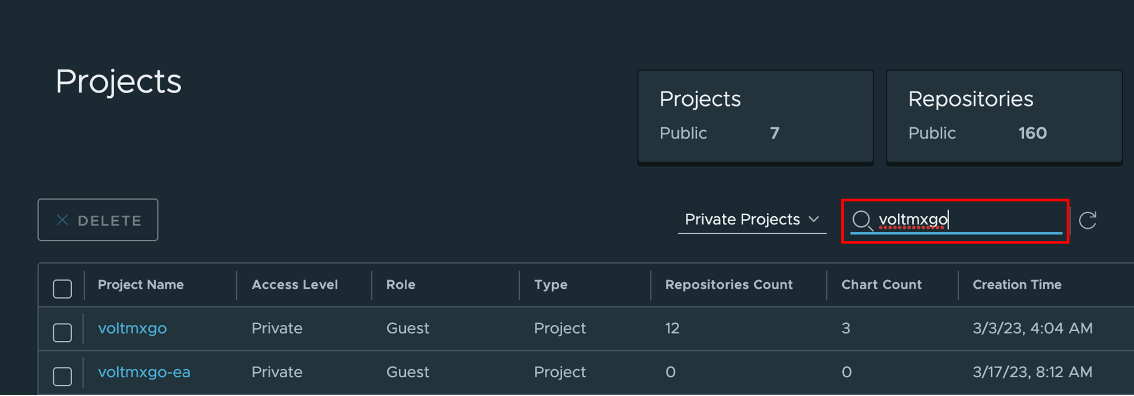 Projects
Projects
Public 7
Repositories
Public 160
DELETE
Private Projects
voltmxgo
Project Name Access Level Role Type Repositories Count Chart Count Creation Time
voltmxgo Private Guest Project 12 3 3/3/23, 4:04 AM
voltmxgo-ea Private Guest Project 0 0 3/17/23, 8:12 AM